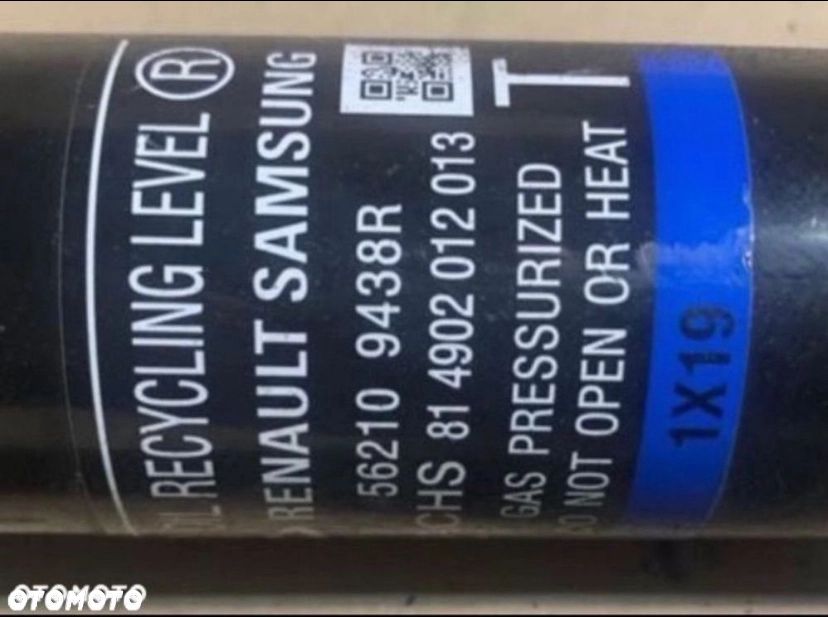 OIL RECYCLING LEVEL Ⓡ
RENAULT SAMSUNG
56210 9438R
CHS 81 4902 012 013
GAS PRESSURIZED
DO NOT OPEN OR HEAT
T
1X19
OTOMOTO